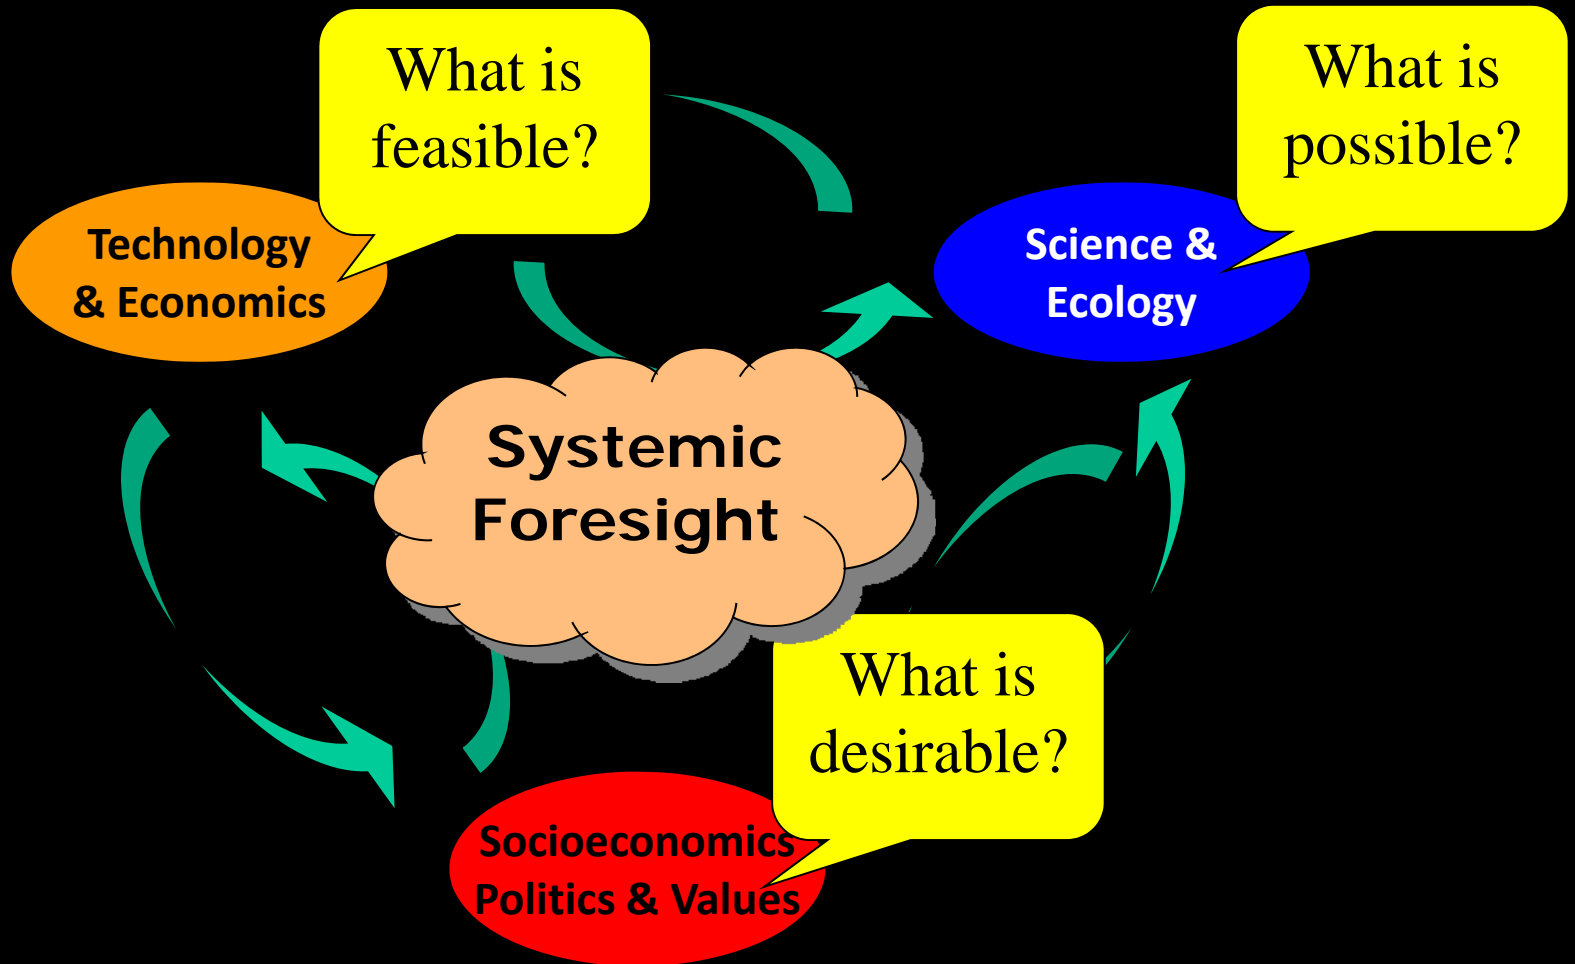 What is
feasible?
What is
possible?
Technology
& Economics
Science &
Ecology
Systemic
Foresight
What is
desirable?
Socioeconomics
Politics & Values